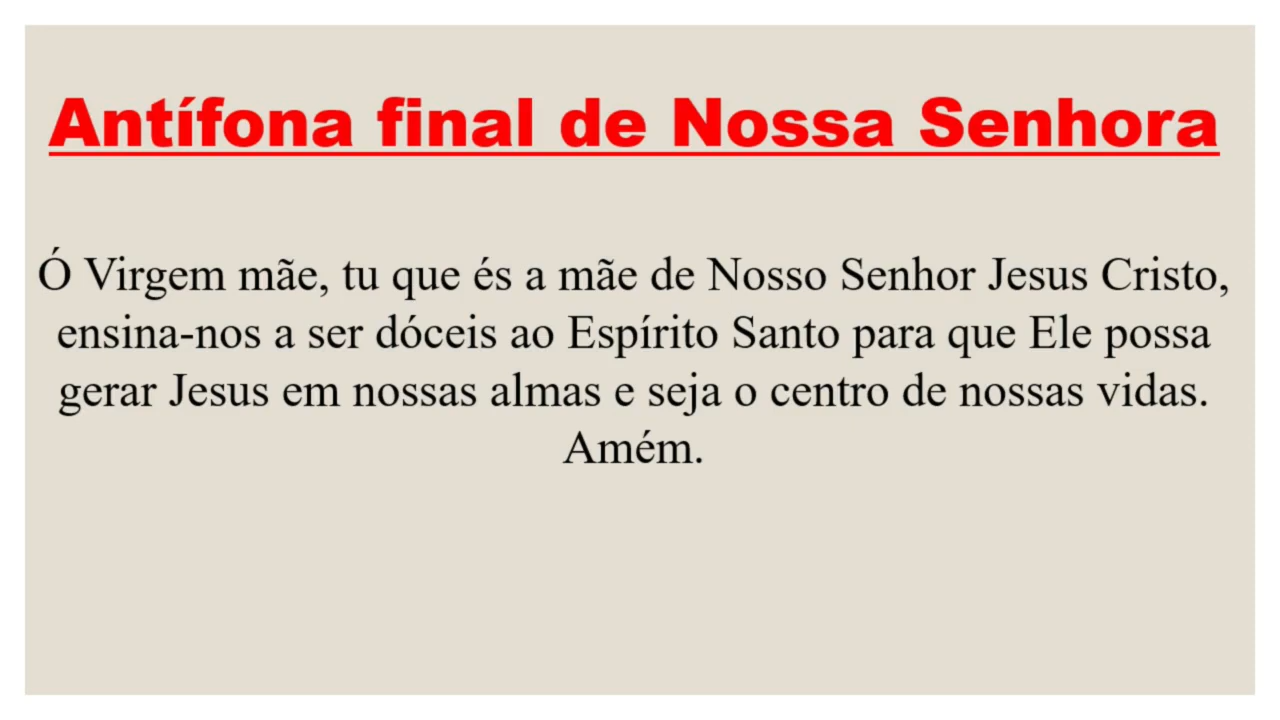 Antífona final de Nossa Senhora
Ó Virgem mãe, tu que és a mãe de Nosso Senhor Jesus Cristo,
ensina-nos a ser dóceis ao Espírito Santo para que Ele possa
gerar Jesus em nossas almas e seja o centro de nossas vidas.
Amém.